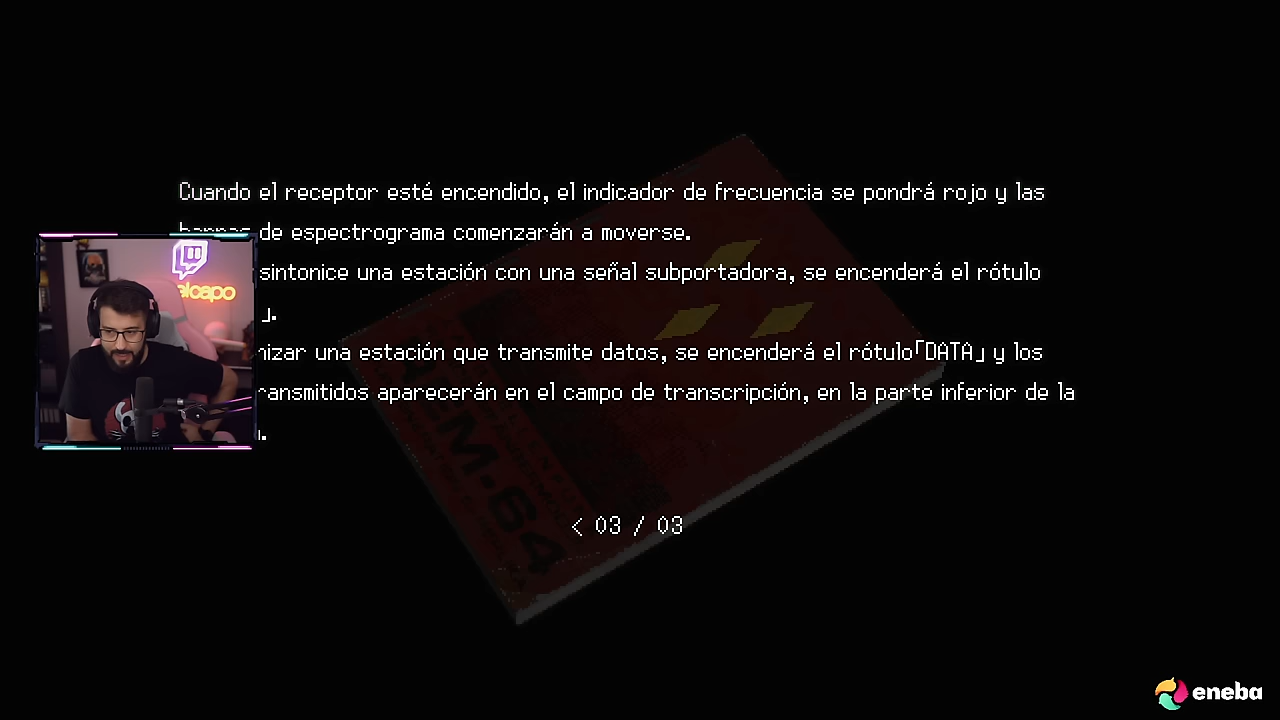 Cuando el receptor esté encendido, el indicador de frecuencia se pondrá rojo y las
de espectrograma comenzarán a moverse.
sintonice una estación con una señal subportadora, se encenderá el rótulo
」.
una estación que transmite datos, se encenderá el rótulo「DATA」 y los
aparecerán en el campo de transcripción, en la parte inferior de la
.
elcapo
EM-64
< 03 / 03
eneba